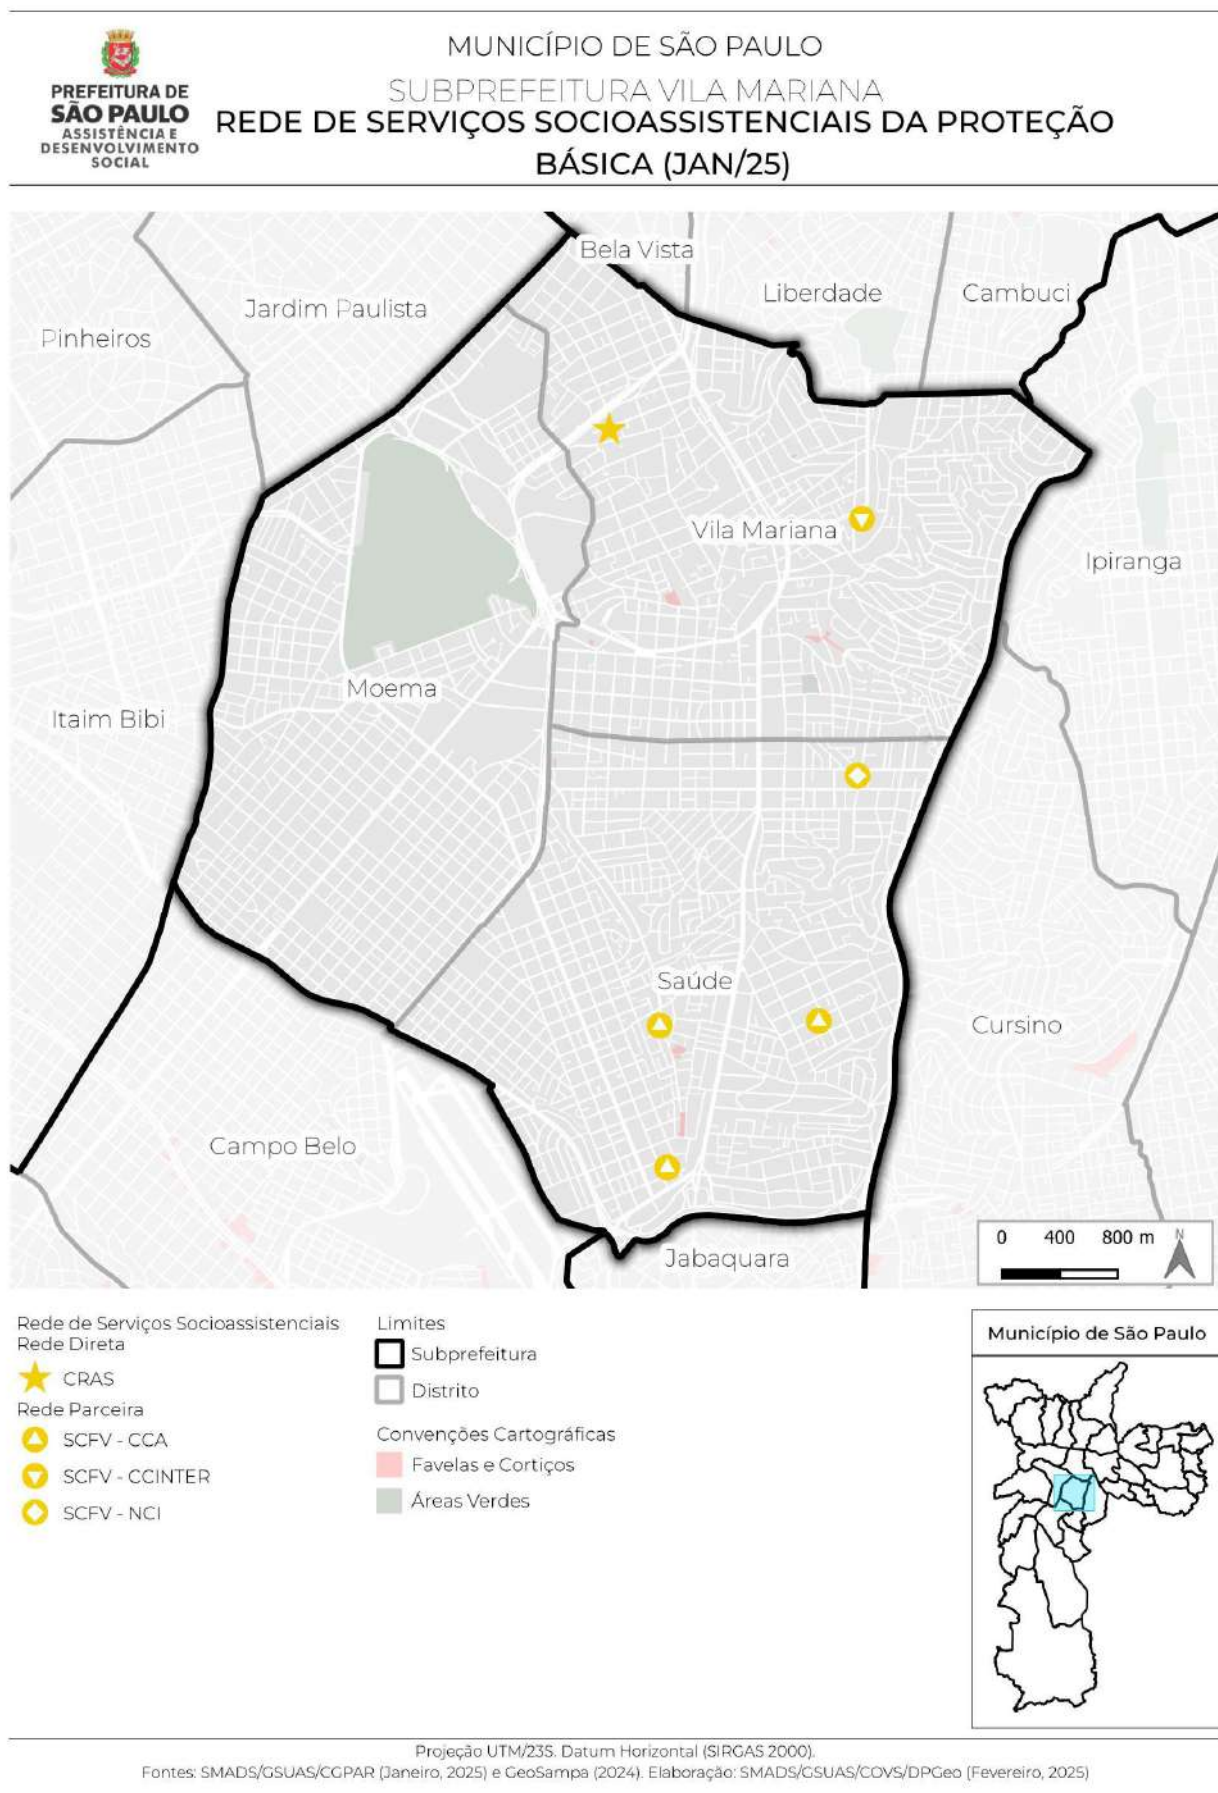 PREFEITURA DE
SÃO PAULO
ASSISTÊNCIA E
DESENVOLVIMENTO
SOCIAL
MUNICÍPIO DE SÃO PAULO
SUBPREFEITURA VILA MARIANA
REDE DE SERVIÇOS SOCIOASSISTENCIAIS DA PROTEÇÃO
BÁSICA (JAN/25)
Bela Vista
Liberdade
Cambuci
Jardim Paulista
Pinheiros
Vila Mariana
Ipiranga
Moema
Itaim Bibi
Saúde
Cursino
Campo Belo
Jabaquara
0 400 800 m
N
Rede de Serviços Socioassistenciais
Rede Direta
CRAS
Rede Parceira
SCFV - CCA
SCFV - CCINTER
SCFV - NCI
Limites
Subprefeitura
Distrito
Convenções Cartográficas
Favelas e Cortiços
Áreas Verdes
Município de São Paulo
Projeção UTM/23S. Datum Horizontal (SIRGAS 2000).
Fontes: SMADS/GSUAS/CGPAR (Janeiro, 2025) e GeoSampa (2024). Elaboração: SMADS/GSUAS/COVS/DPGeo (Fevereiro, 2025)